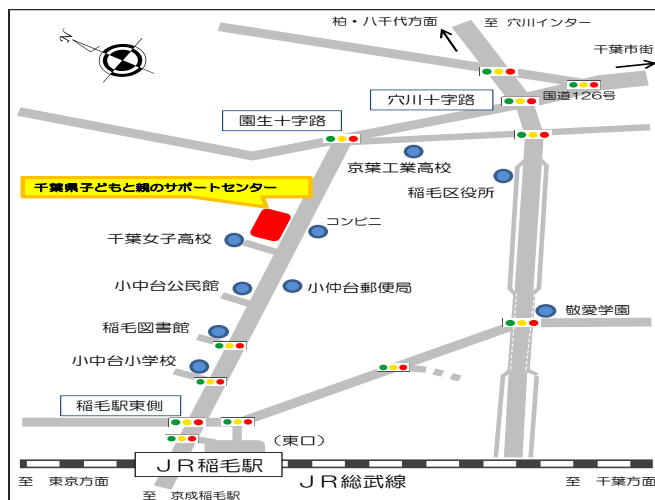 柏・八千代方面
至 穴川インター
千葉市街
N
国道126号
穴川十字路
園生十字路
京葉工業高校
稲毛区役所
千葉県子どもと親のサポートセンター
コンビニ
千葉女子高校
小中台公民館
小仲台郵便局
稲毛図書館
敬愛学園
小中台小学校
稲毛駅東側
(東口)
JR稲毛駅
JR総武線
至 東京方面
至 千葉方面
至 京成稲毛駅